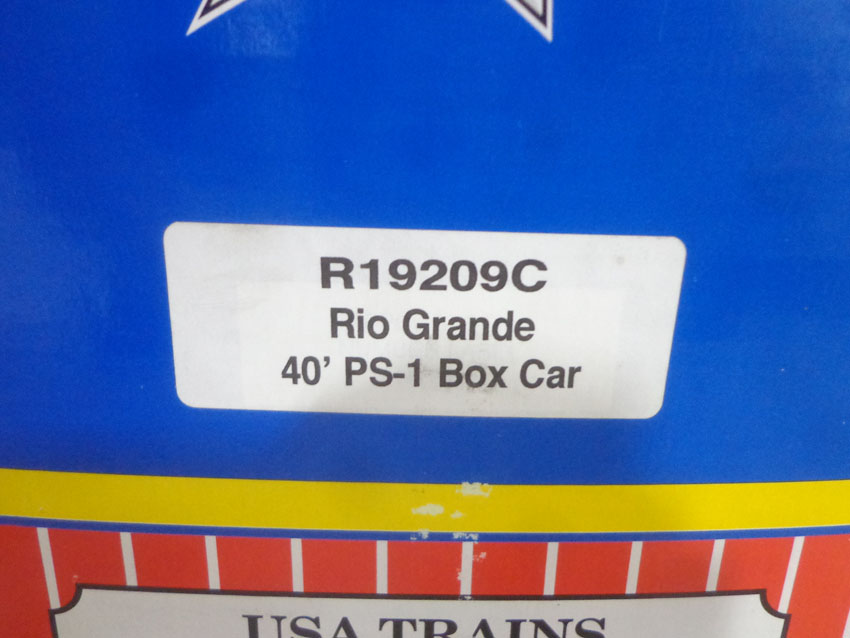 R19209C
Rio Grande
40' PS-1 Box Car
USA TRAINS